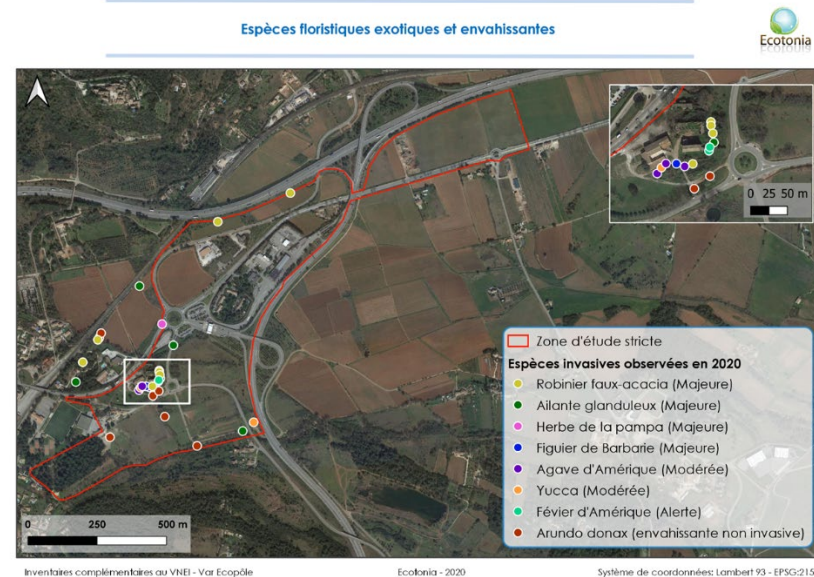 Espèces floristiques exotiques et envahissantes
Ecotonia
0 25 50 m
Zone d'étude stricte
Espèces invasives observées en 2020
Robinier faux-acacia (Majeure)
Ailante glanduleux (Majeure)
Herbe de la pampa (Majeure)
Figuier de Barbarie (Majeure)
Agave d'Amérique (Modérée)
Yucca (Modérée)
Févier d'Amérique (Alerte)
Arundo donax (envahissante non invasive)
0 250 500 m
Inventaires complémentaires au VNEI - Var Ecopôle
Ecotonia - 2020
Système de coordonnées: Lambert 93 - EPSG:215